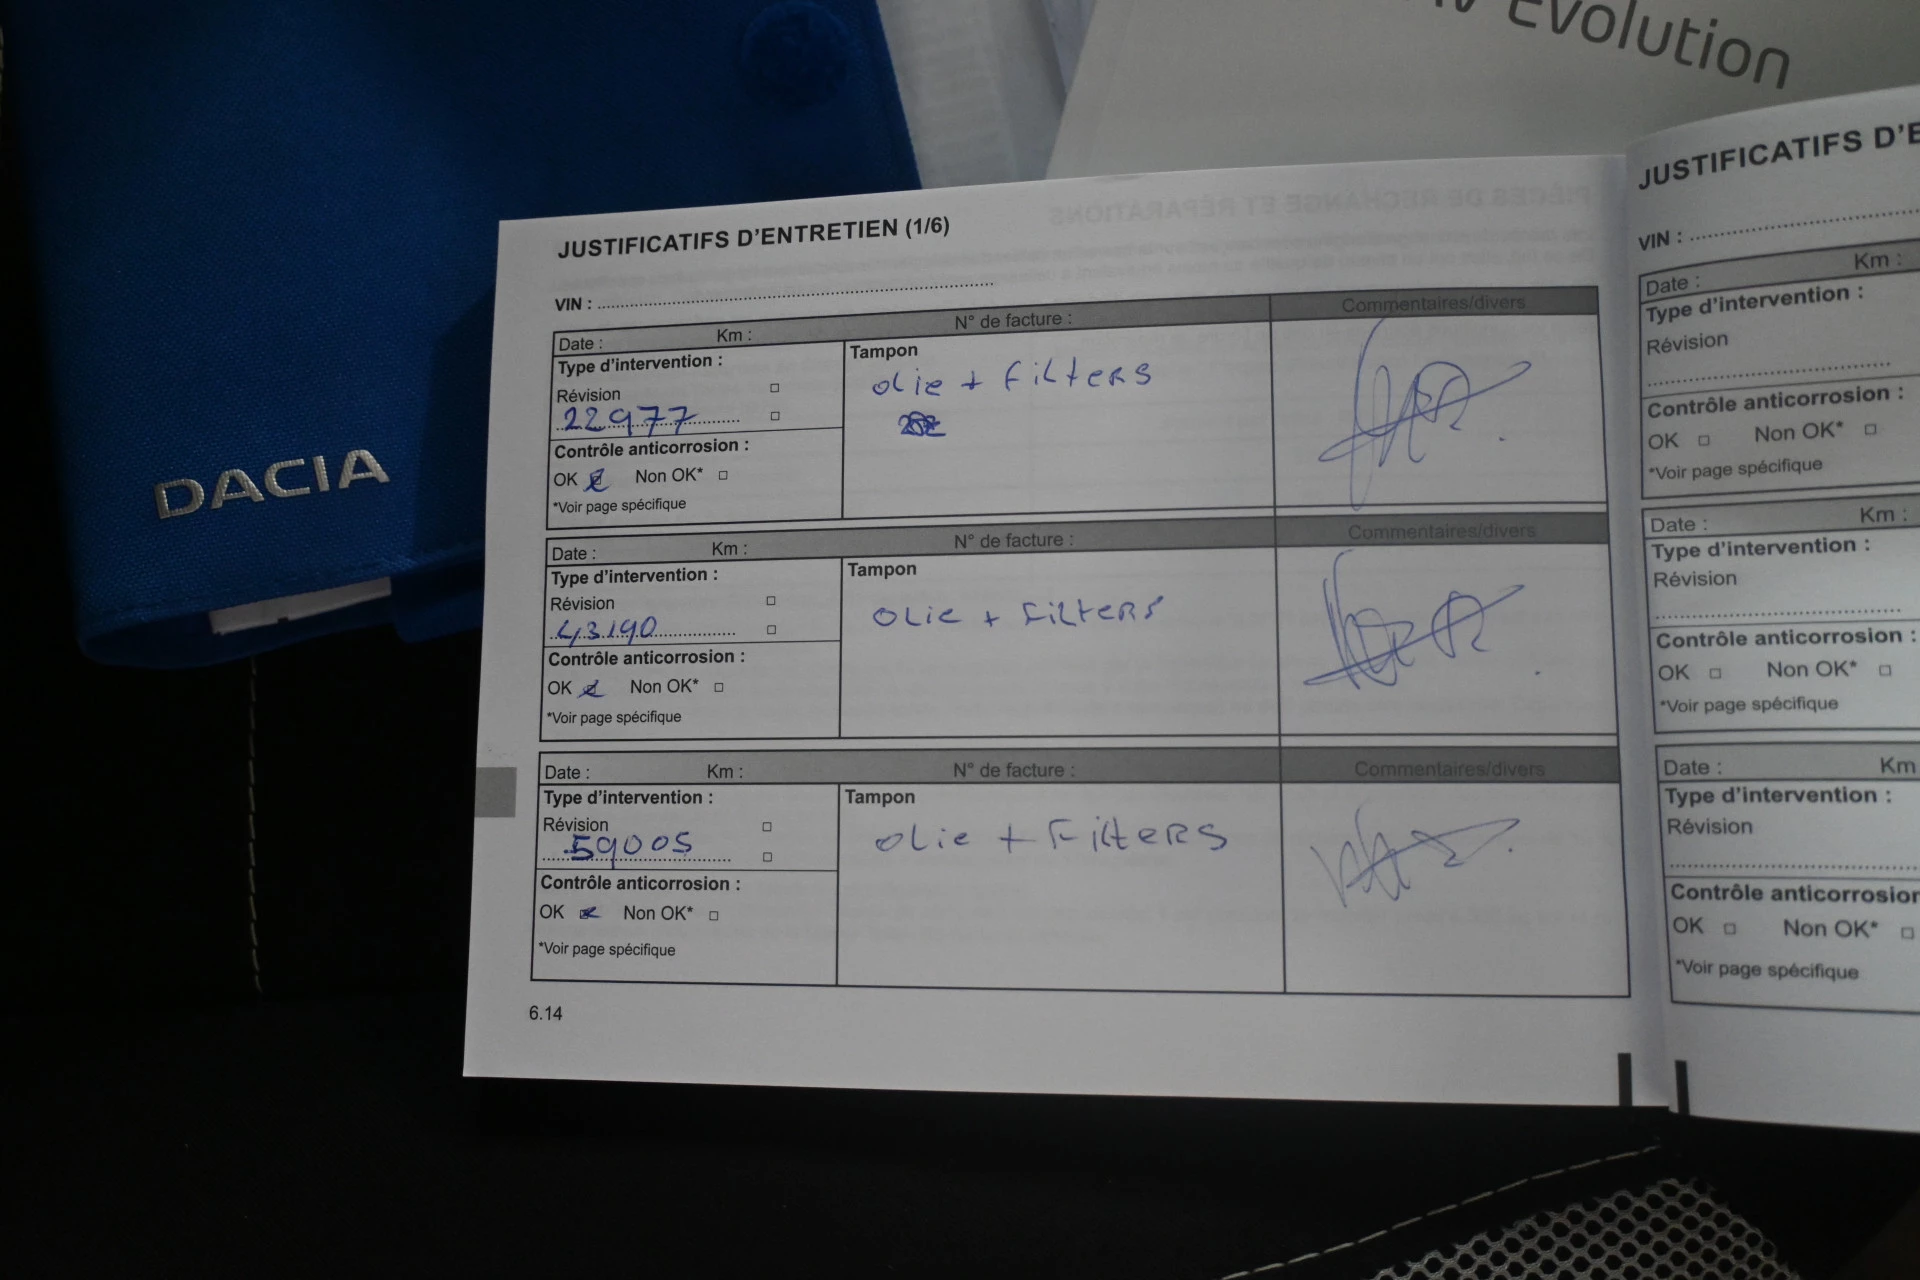 Evolution
DACIA
JUSTIFICATIFS D'ENTRETIEN (1/6)
VIN :
Date : Km : N° de facture : Commentaires/divers
Type d'intervention : Tampon
Révision
olie + filters
22977
Contrôle anticorrosion :
OK Non OK*
*Voir page spécifique
Date : Km : N° de facture : Commentaires/divers
Type d'intervention : Tampon
Révision
olie + filters
43190
Contrôle anticorrosion :
OK Non OK*
*Voir page spécifique
Date : Km : N° de facture : Commentaires/divers
Type d'intervention : Tampon
Révision
olie + Filters
59005
Contrôle anticorrosion :
OK Non OK*
*Voir page spécifique
6.14
JUSTIFICATIFS D'E
VIN :
Date : Km :
Type d'intervention :
Révision
Contrôle anticorrosion :
OK Non OK*
*Voir page spécifique
Date : Km :
Type d'intervention :
Révision
Contrôle anticorrosion :
OK Non OK*
*Voir page spécifique
Date : Km
Type d'intervention :
Révision
Contrôle anticorrosion
OK Non OK*
*Voir page spécifique